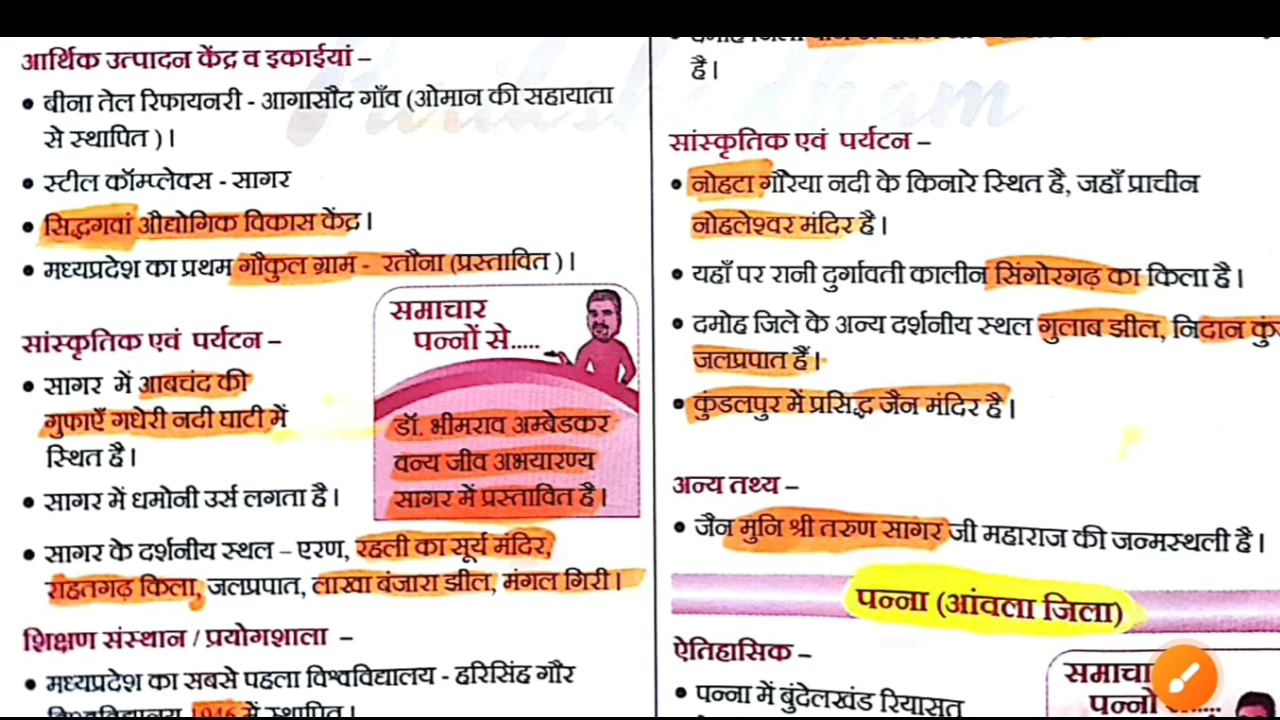 आर्थिक उत्पादन केंद्र व इकाईयां –
• बीना तेल रिफायनरी - आगासौद गाँव (ओमान की सहायाता
से स्थापित ) ।
• स्टील कॉम्प्लेक्स - सागर
• सिद्धगवां औद्योगिक विकास केंद्र।
• मध्यप्रदेश का प्रथम गौकुल ग्राम - रतौना (प्रस्तावित ) ।
सांस्कृतिक एवं पर्यटन –
• सागर में आबचंद की
गुफाएँ गधेरी नदी घाटी में
स्थित है।
• सागर में धमोनी उर्स लगता है।
समाचार
पन्नों से.....
डॉ. भीमराव अम्बेडकर
वन्य जीव अभयारण्य
सागर में प्रस्तावित है।
• सागर के दर्शनीय स्थल – एरण, रहली का सूर्य मंदिर,
राहतगढ़ किला, जलप्रपात, लाखा बंजारा झील, मंगल गिरी।
शिक्षण संस्थान / प्रयोगशाला –
• मध्यप्रदेश का सबसे पहला विश्वविद्यालय - हरिसिंह गौर
विश्वविद्यालय 1946 में स्थापित।
है।
सांस्कृतिक एवं पर्यटन –
• नोहटा गौरैया नदी के किनारे स्थित है, जहाँ प्राचीन
नोहलेश्वर मंदिर है।
• यहाँ पर रानी दुर्गावती कालीन सिंगोरगढ़ का किला है।
• दमोह जिले के अन्य दर्शनीय स्थल गुलाब झील, निदान
जलप्रपात हैं।
• कुंडलपुर में प्रसिद्ध जैन मंदिर है।
अन्य तथ्य –
• जैन मुनि श्री तरुण सागर जी महाराज की जन्मस्थली है।
पन्ना (आंवला जिला)
ऐतिहासिक –
• पन्ना में बुंदेलखंड रियासत
समाचा
पन्नों